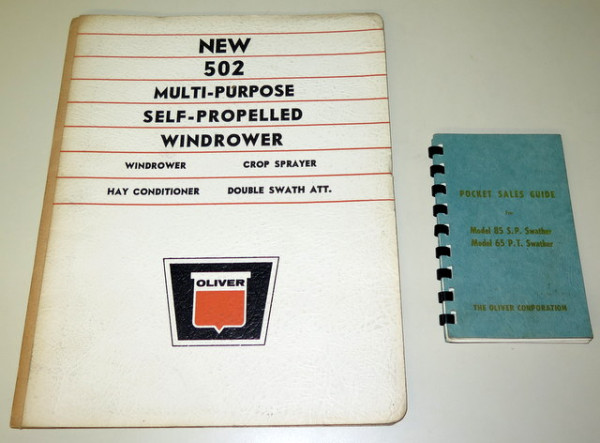 NEW
502
MULTI-PURPOSE
SELF-PROPELLED
WINDROWER
WINDROWER CROP SPRAYER
HAY CONDITIONER DOUBLE SWATH ATT.
OLIVER
POCKET SALES GUIDE
for
Model 85 S.P. Swather
Model 65 P.T. Swather
THE OLIVER CORPORATION